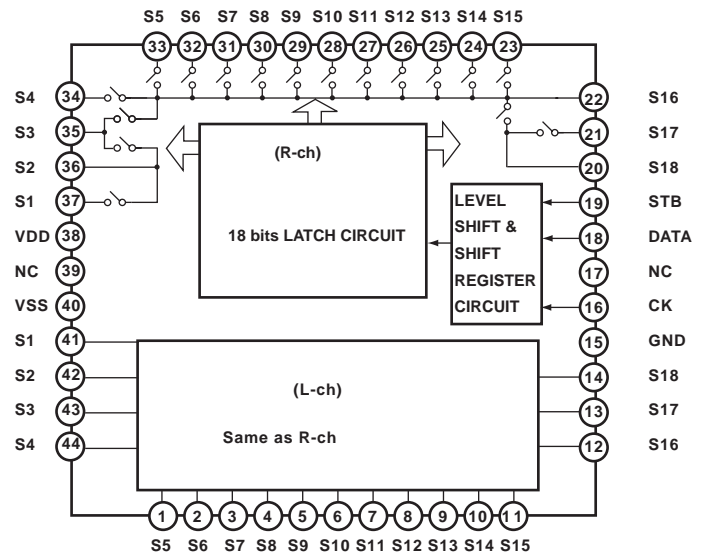 S5 S6 S7 S8 S9 S10 S11 S12 S13 S14 S15
33 32 31 30 29 28 27 26 25 24 23
S4 34 22 S16
S3 35 21 S17
S2 36 20 S18
S1 37 19 STB
VDD 38 18 DATA
NC 39 17 NC
VSS 40 16 CK
(R-ch)
18 bits LATCH CIRCUIT
LEVEL
SHIFT &
SHIFT
REGISTER
CIRCUIT
S1 41 15 GND
S2 42 14 S18
S3 43 13 S17
S4 44 12 S16
(L-ch)
Same as R-ch
1 2 3 4 5 6 7 8 9 10 11
S5 S6 S7 S8 S9 S10 S11 S12 S13 S14 S15